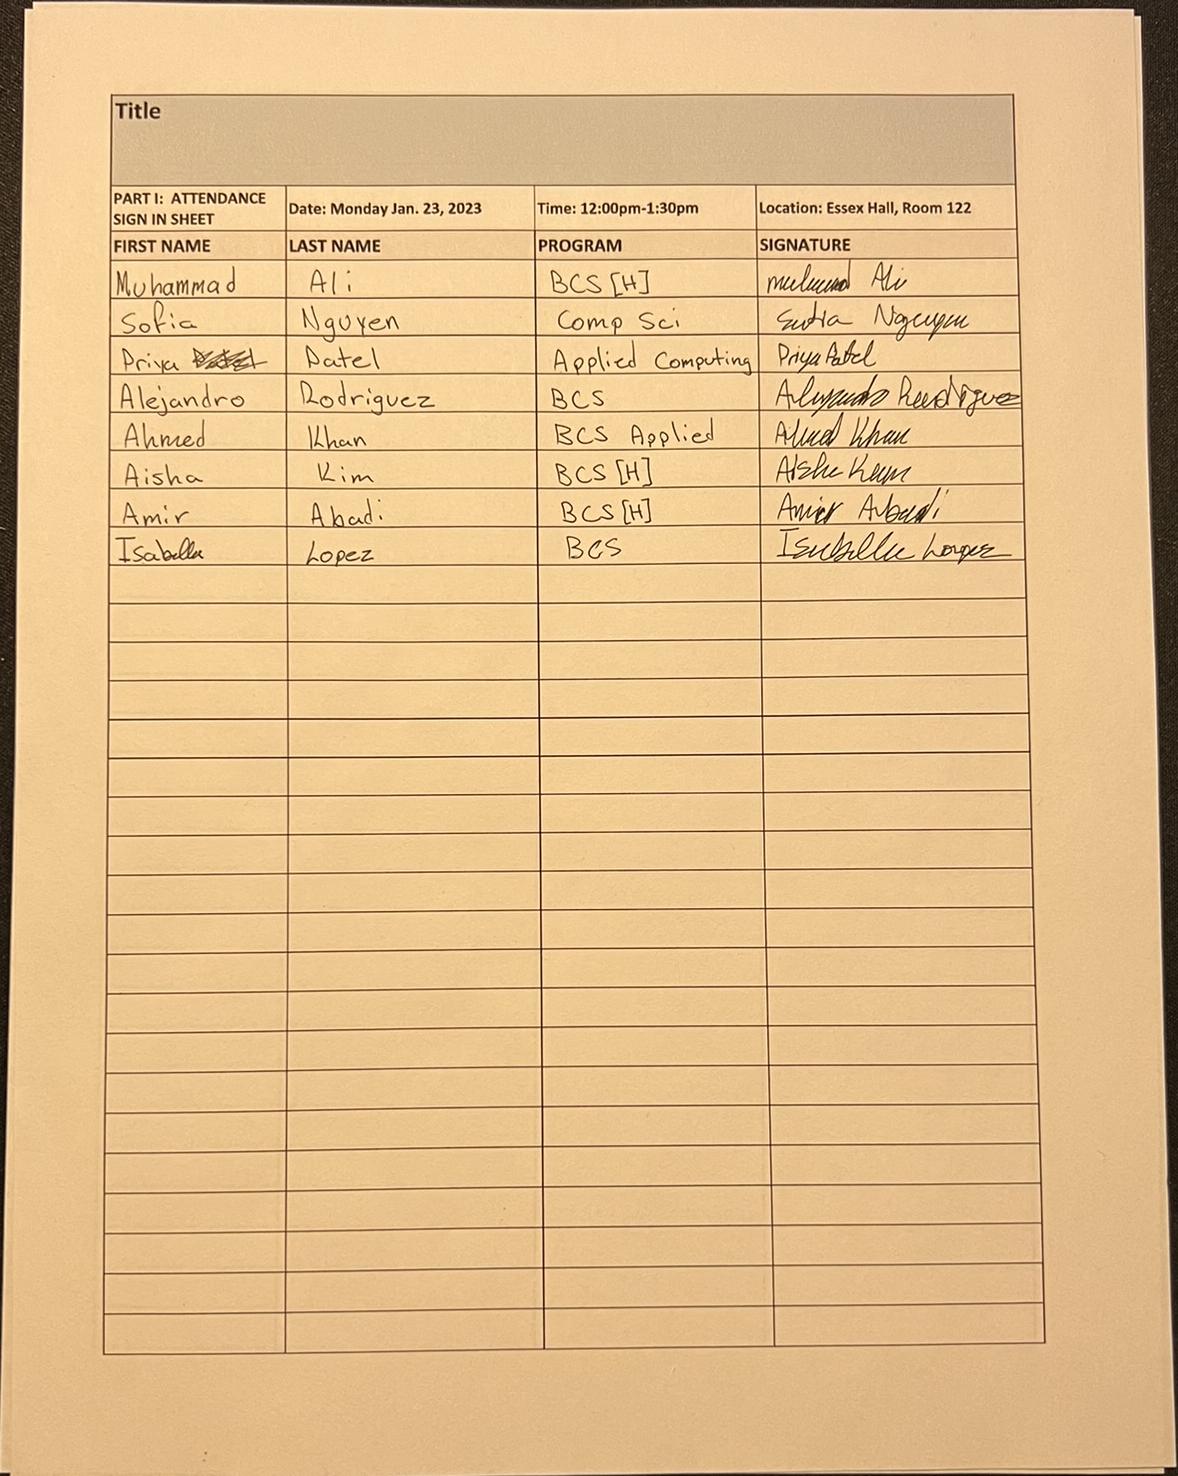 Title
PART I: ATTENDANCE SIGN IN SHEET Date: Monday Jan. 23, 2023 Time: 12:00pm-1:30pm Location: Essex Hall, Room 122
FIRST NAME LAST NAME PROGRAM SIGNATURE
Muhammad Ali BCS [H] Ali
Sofia Nguyen Comp Sci Nguyen
Priya Patel Applied Computing Priya Patel
Alejandro Rodriguez BCS Alejandro Rodriguez
Ahmed Khan BCS Applied Ahmed Khan
Aisha Kim BCS [H] Aisha Kim
Amir Abadi BCS [H] Amir Abadi
Isabella Lopez BCS Isabella Lopez